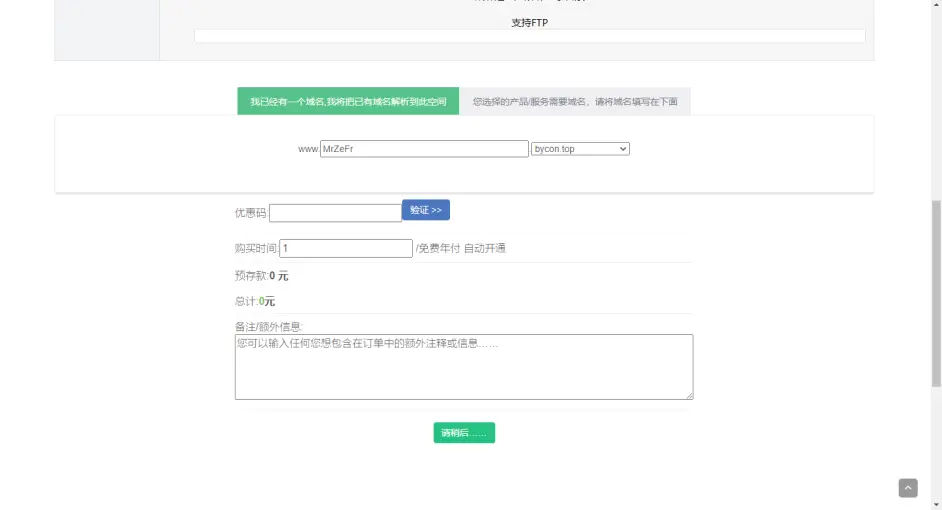 支持FTP
我已经有一个域名,我将把已有域名解析到此空间 您选择的产品/服务需要域名，请将域名填写在下面
www. MrZeFr . bycon.top
优惠码: 验证 >>
购买时间: 1 /免费年付 自动开通
预存款:0 元
总计:0元
备注/额外信息:
您可以输入任何您想包含在订单中的额外注释或信息……
请稍后……